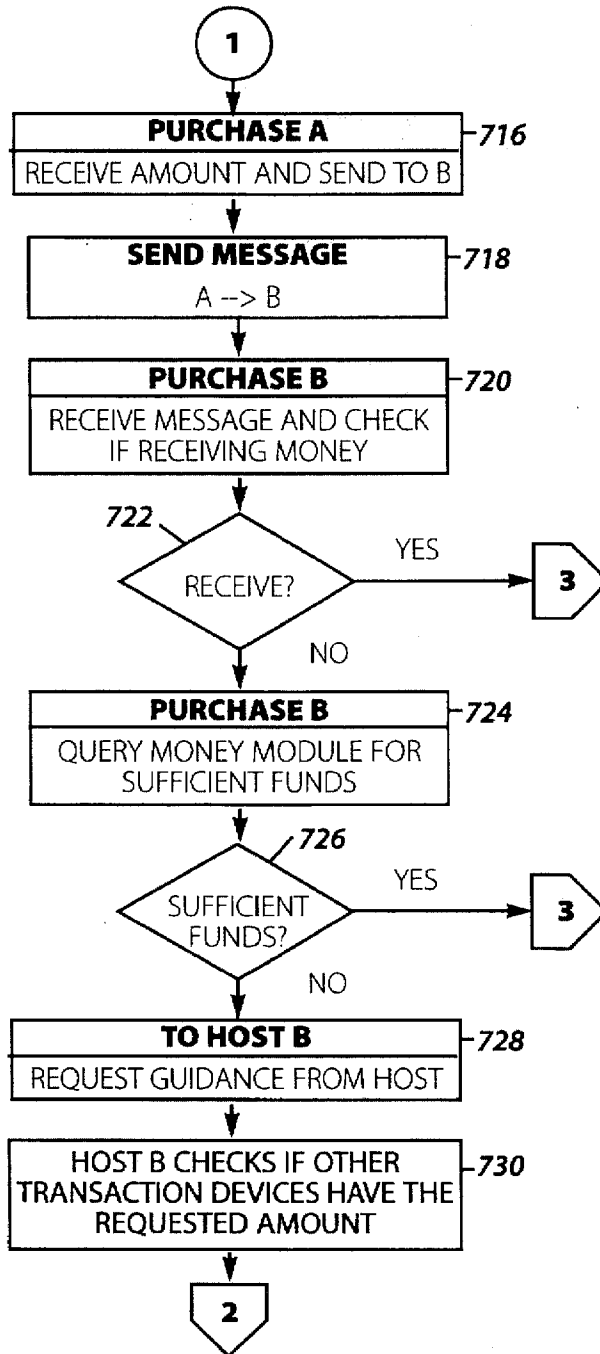 1
PURCHASE A
716
RECEIVE AMOUNT AND SEND TO B
SEND MESSAGE
718
A --> B
PURCHASE B
720
RECEIVE MESSAGE AND CHECK
IF RECEIVING MONEY
722
RECEIVE?
YES
3
NO
PURCHASE B
724
QUERY MONEY MODULE FOR
SUFFICIENT FUNDS
726
SUFFICIENT
FUNDS?
YES
3
NO
TO HOST B
728
REQUEST GUIDANCE FROM HOST
HOST B CHECKS IF OTHER
TRANSACTION DEVICES HAVE THE
REQUESTED AMOUNT
730
2